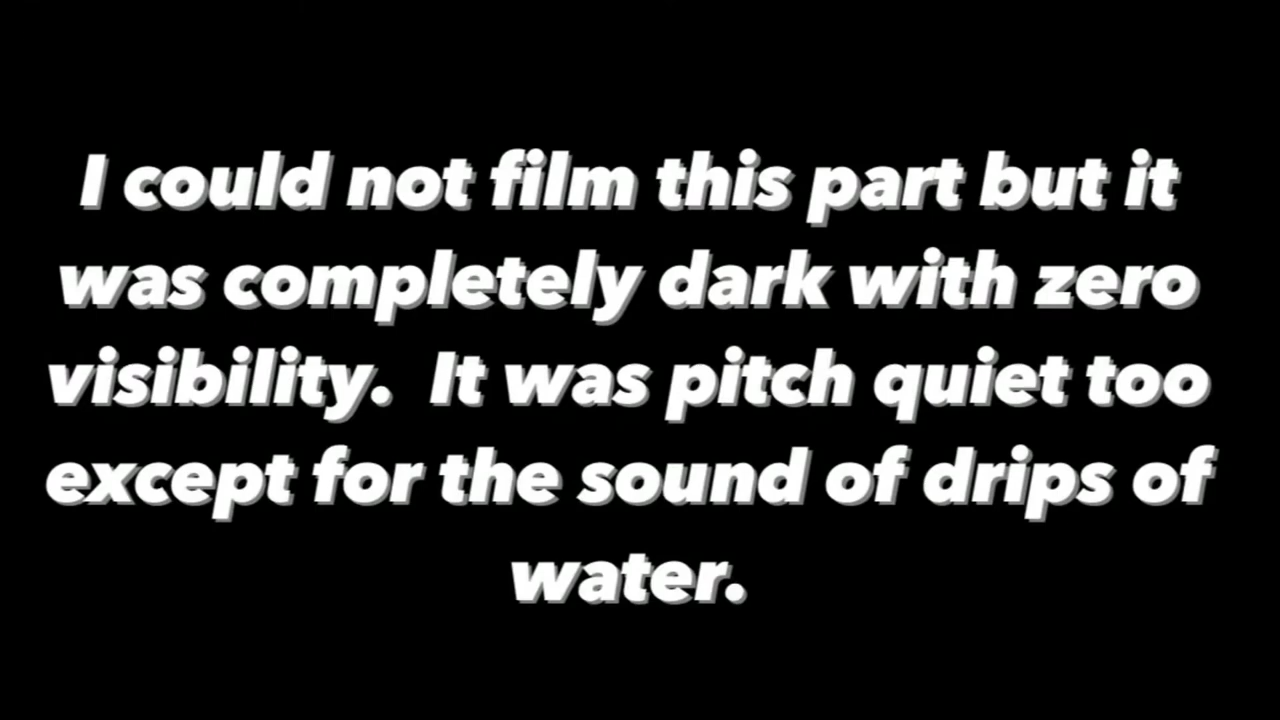 I could not film this part but it
was completely dark with zero
visibility.  It was pitch quiet too
except for the sound of drips of
water.